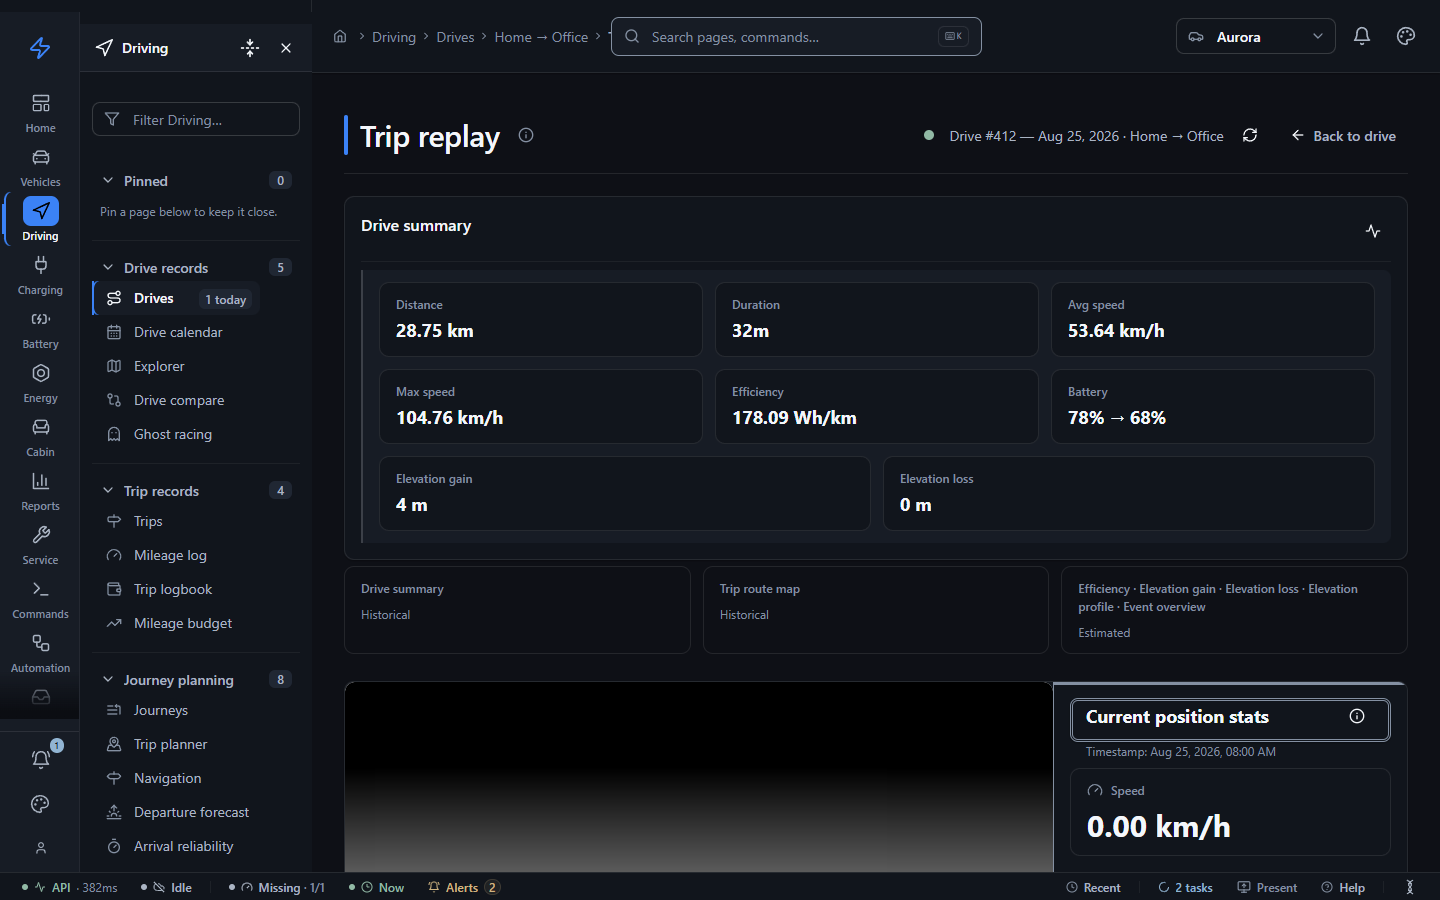 Driving
Driving
Drives
Home → Office
Search pages, commands...
K
Aurora
Home
Vehicles
Driving
Charging
Battery
Energy
Cabin
Reports
Service
Commands
Automation
1
Filter Driving...
Pinned
0
Pin a page below to keep it close.
Drive records
5
Drives
1 today
Drive calendar
Explorer
Drive compare
Ghost racing
Trip records
4
Trips
Mileage log
Trip logbook
Mileage budget
Journey planning
8
Journeys
Trip planner
Navigation
Departure forecast
Arrival reliability
Trip replay
Drive #412 — Aug 25, 2026 · Home → Office
Back to drive
Drive summary
Distance
28.75 km
Duration
32m
Avg speed
53.64 km/h
Max speed
104.76 km/h
Efficiency
178.09 Wh/km
Battery
78% → 68%
Elevation gain
4 m
Elevation loss
0 m
Drive summary
Historical
Trip route map
Historical
Efficiency · Elevation gain · Elevation loss · Elevation
profile · Event overview
Estimated
Current position stats
Timestamp: Aug 25, 2026, 08:00 AM
Speed
0.00 km/h
API · 382ms
Idle
Missing · 1/1
Now
Alerts 2
Recent
2 tasks
Present
Help